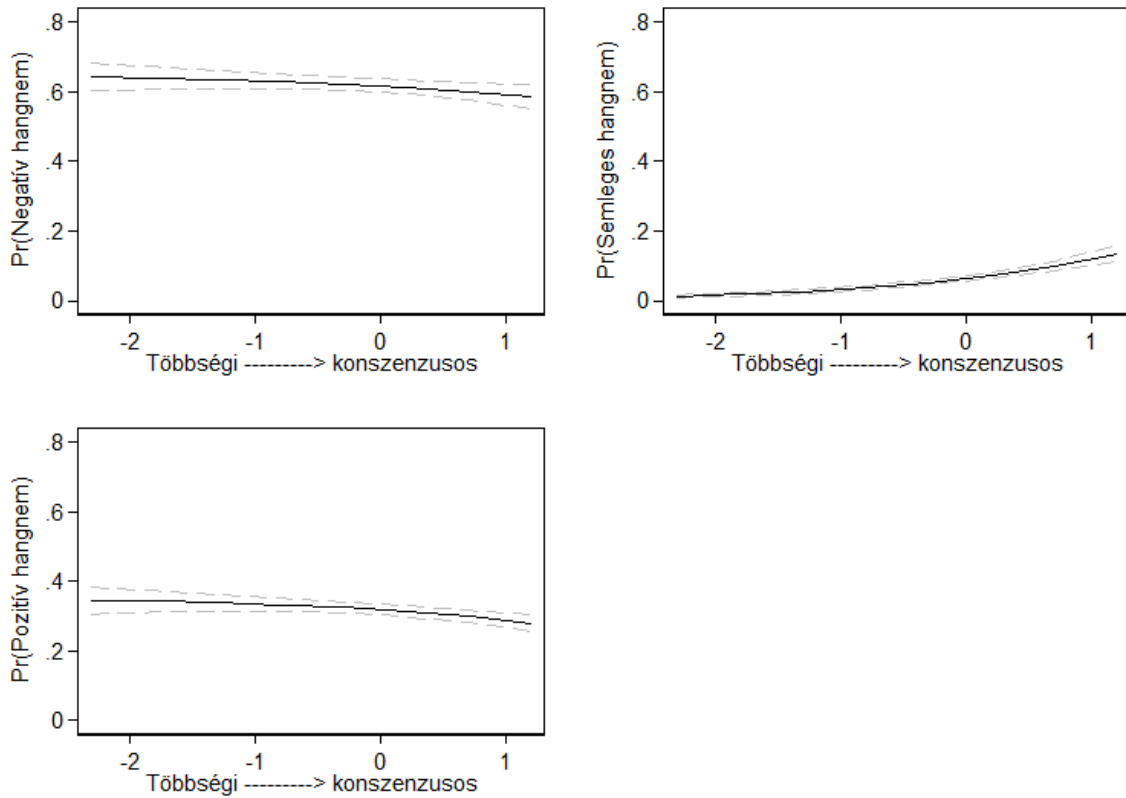 Pr(Negatív hangnem)
.8
.6
.4
.2
0
-2 -1 0 1
Többségi ---------> konszenzusos
Pr(Semleges hangnem)
.8
.6
.4
.2
0
-2 -1 0 1
Többségi ---------> konszenzusos
Pr(Pozitív hangnem)
.8
.6
.4
.2
0
-2 -1 0 1
Többségi ---------> konszenzusos